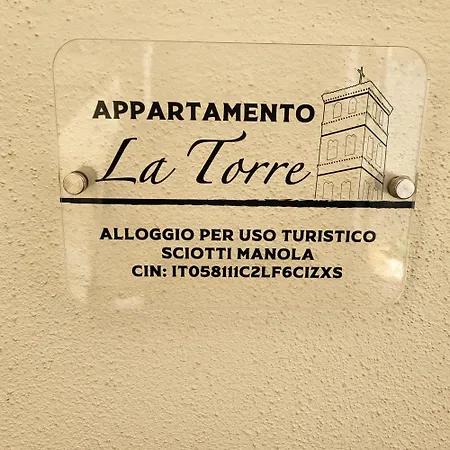 APPARTAMENTO
La Torre
ALLOGGIO PER USO TURISTICO
SCIOTTI MANOLA
CIN: IT058111C2LF6CIZXS